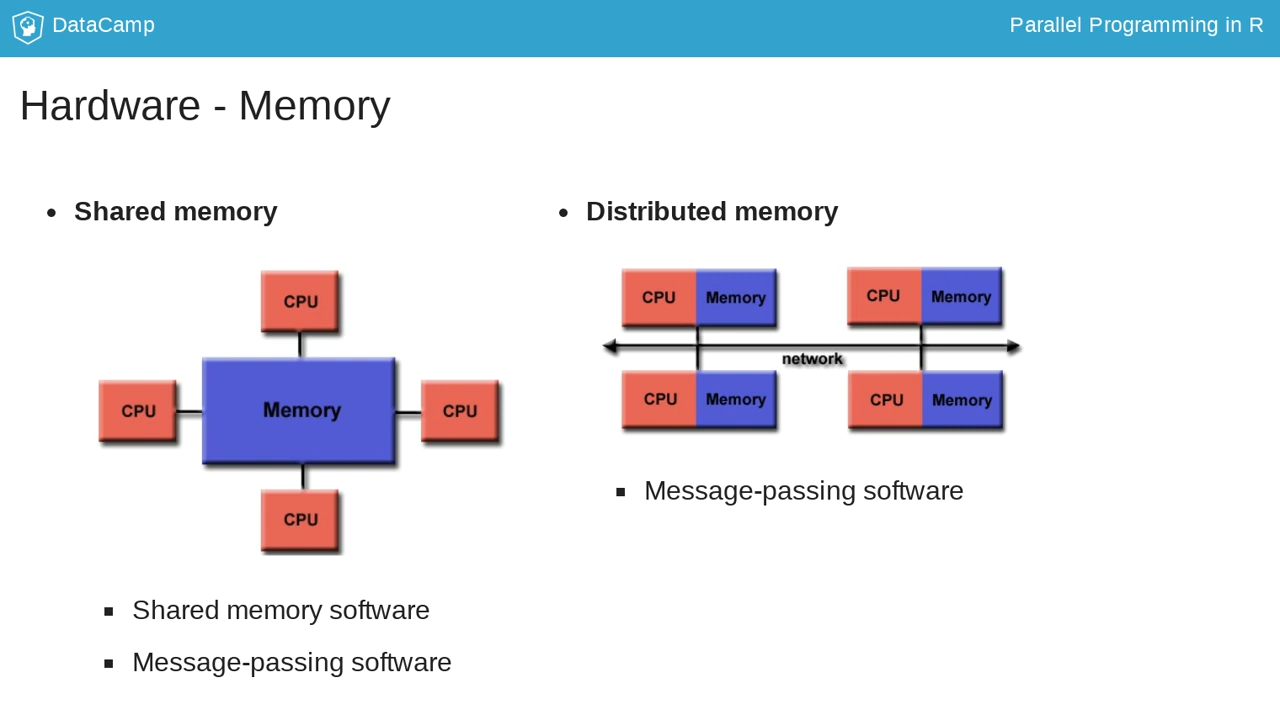 DataCamp
Parallel Programming in R
Hardware - Memory
• Shared memory
CPU
CPU
Memory
CPU
CPU
▪ Shared memory software
▪ Message-passing software
• Distributed memory
CPU Memory
CPU Memory
network
CPU Memory
CPU Memory
▪ Message-passing software